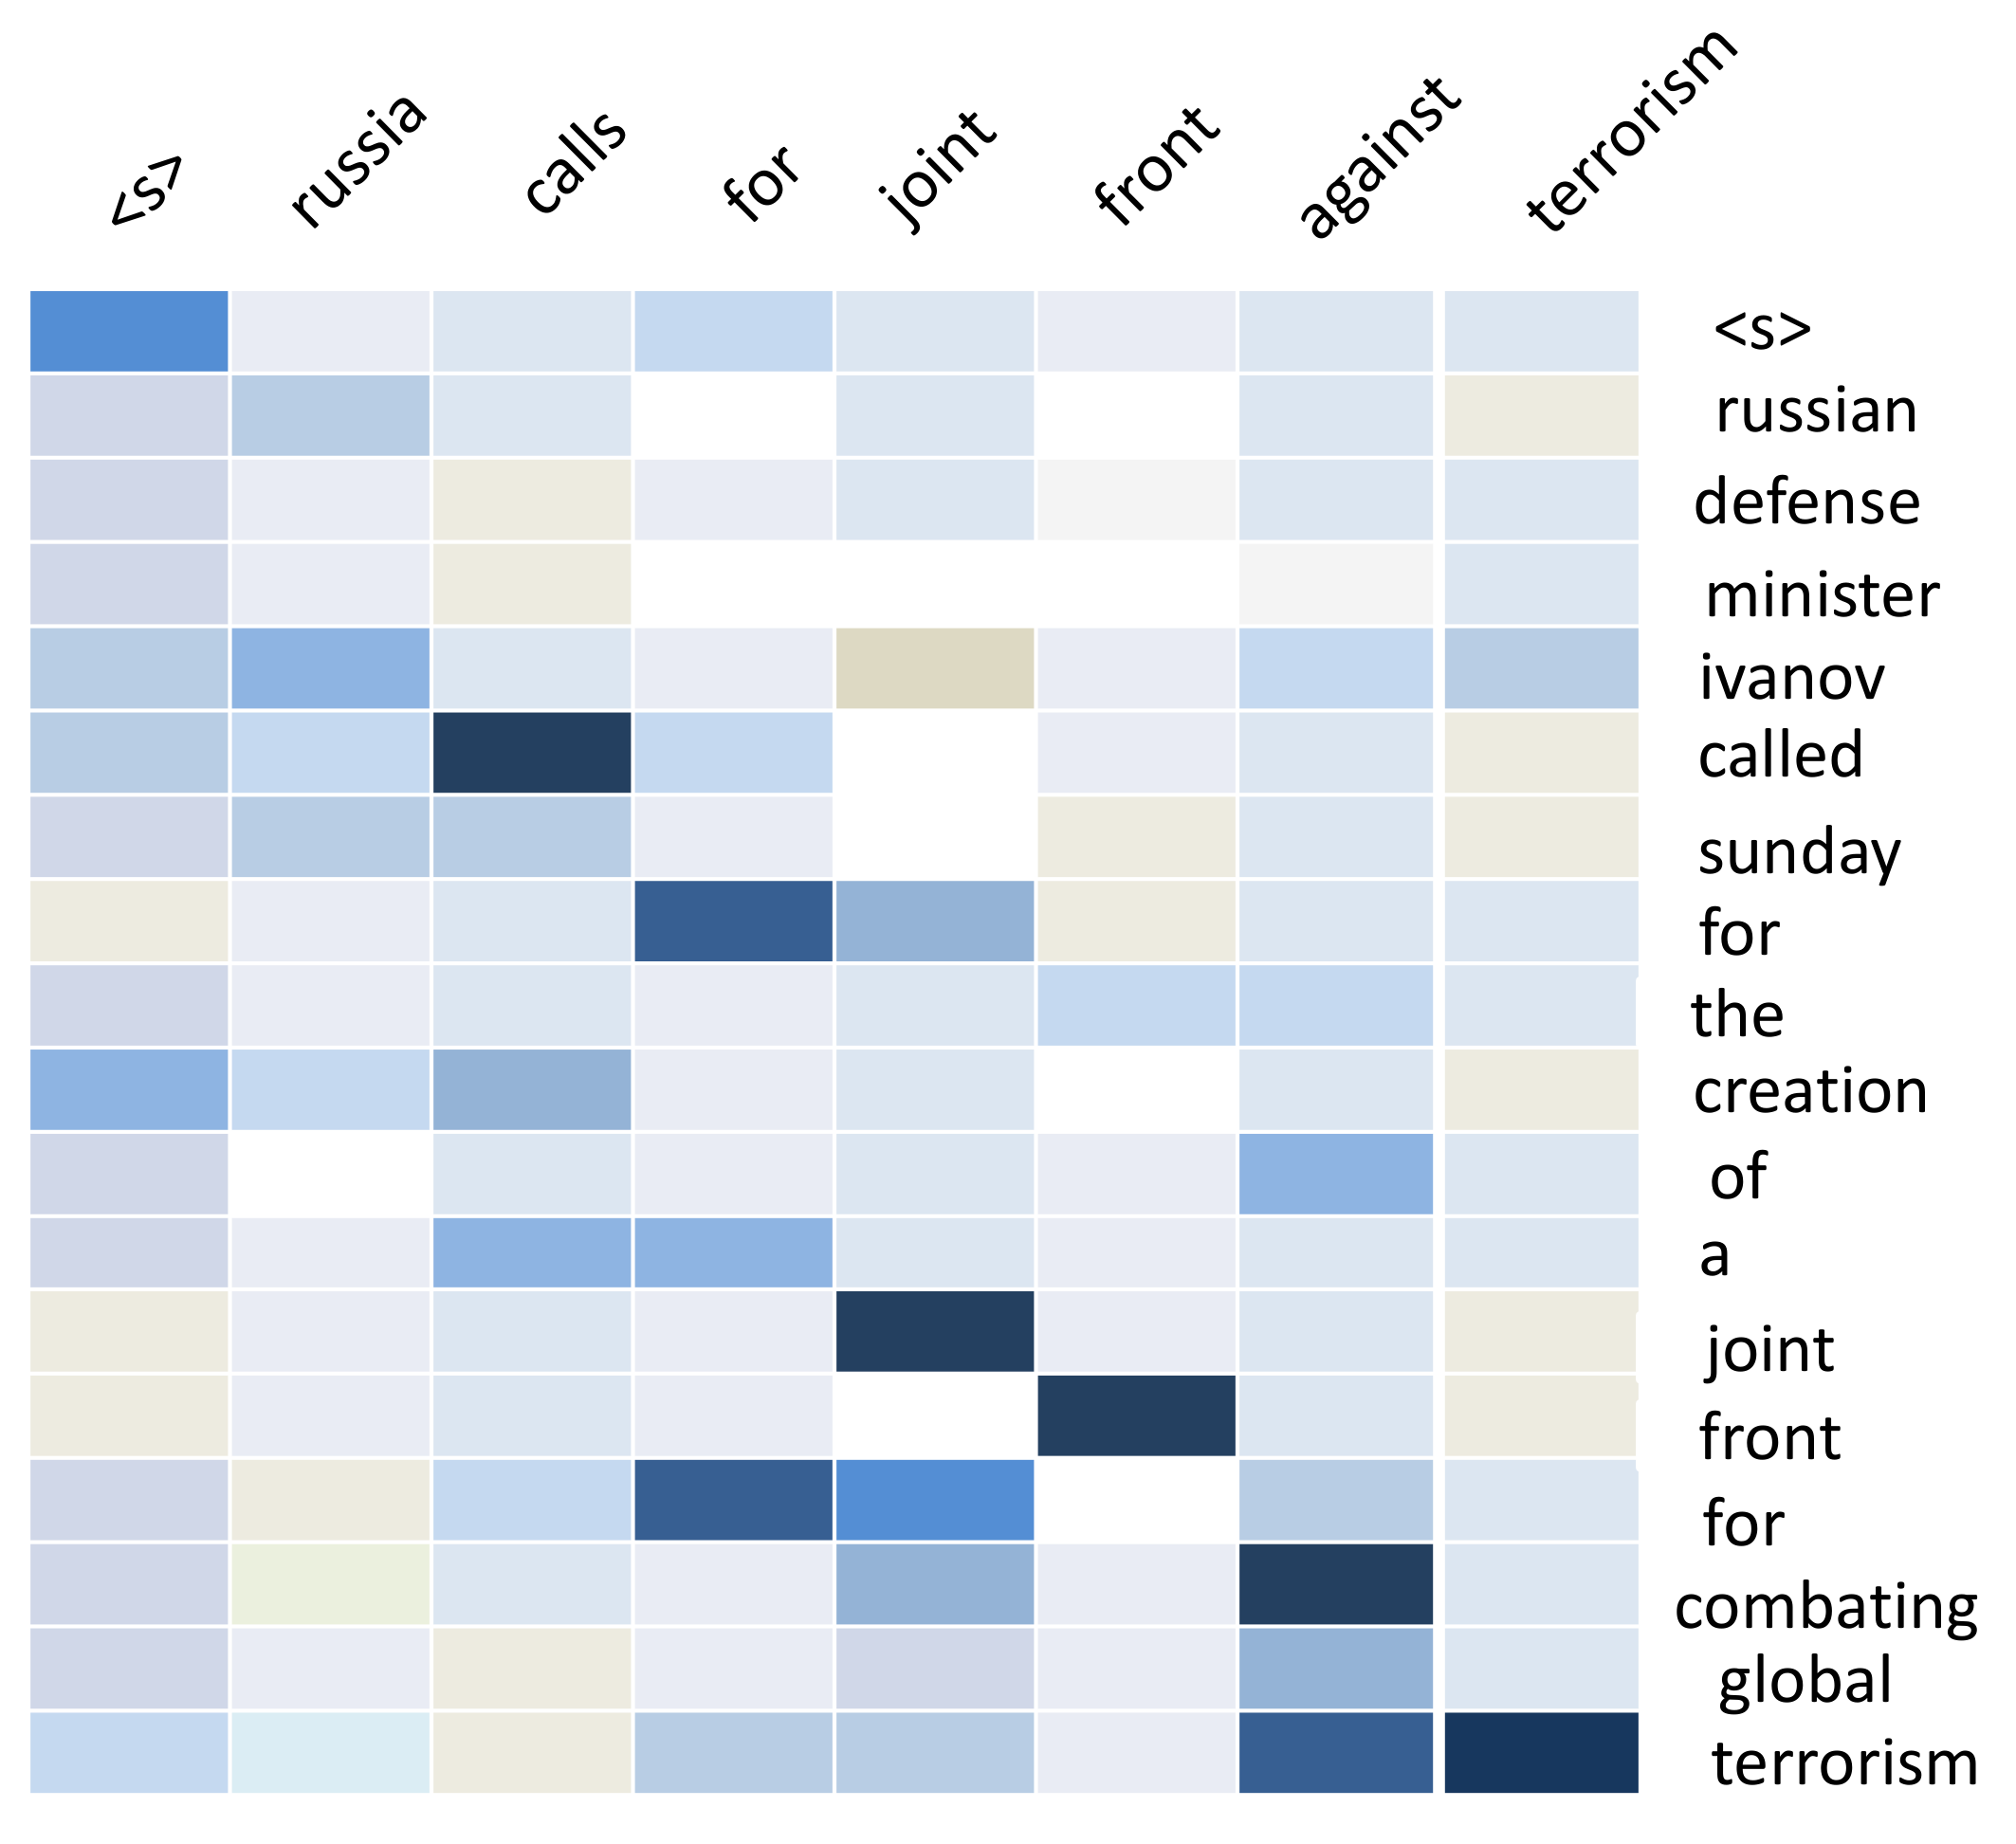 <s> russia calls for joint front against terrorism
<s>
russian
defense
minister
ivanov
called
sunday
for
the
creation
of
a
joint
front
for
combating
global
terrorism